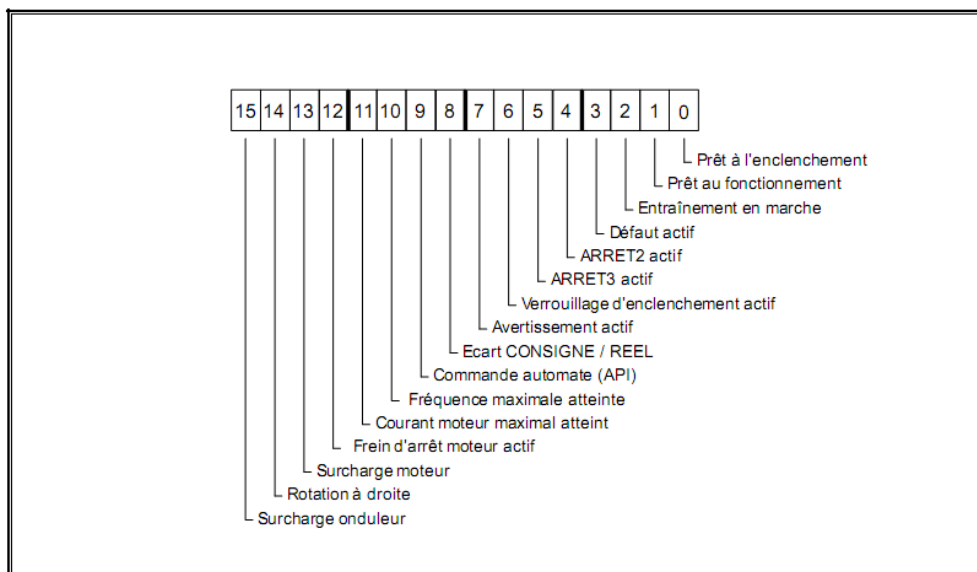 15 14 13 12 11 10 9 8 7 6 5 4 3 2 1 0
Prêt à l'enclenchement
Prêt au fonctionnement
Entraînement en marche
Défaut actif
ARRET2 actif
ARRET3 actif
Verrouillage d'enclenchement actif
Avertissement actif
Ecart CONSIGNE / REEL
Commande automate (API)
Fréquence maximale atteinte
Courant moteur maximal atteint
Frein d'arrêt moteur actif
Surcharge moteur
Rotation à droite
Surcharge onduleur